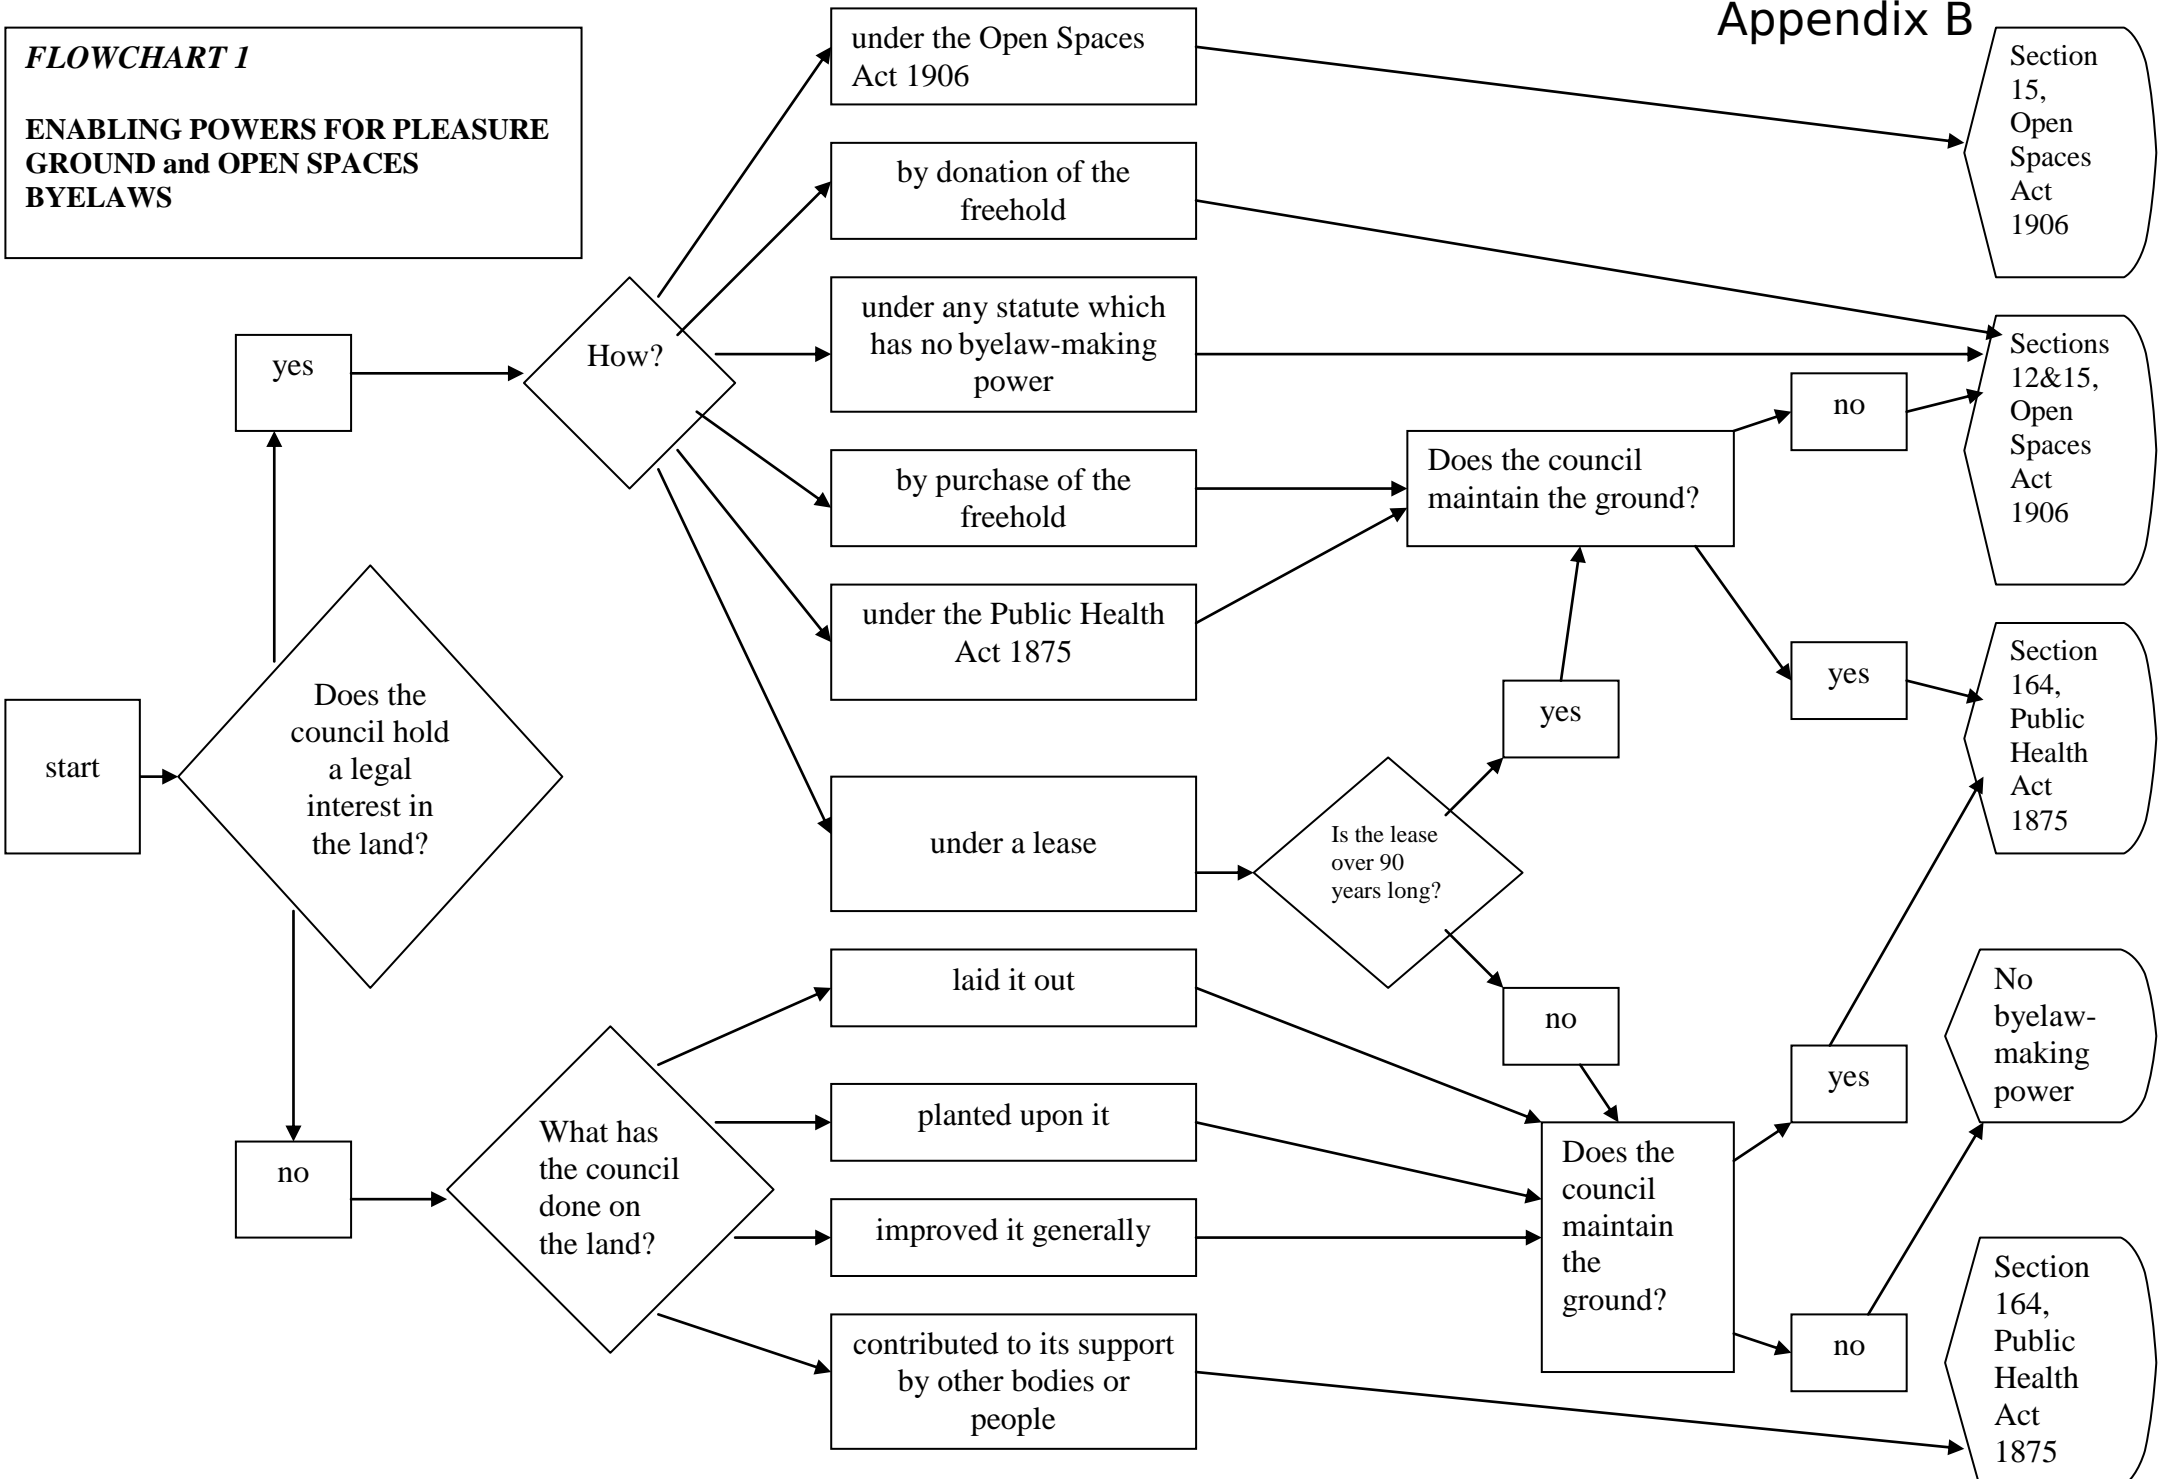 Appendix B
FLOWCHART 1
ENABLING POWERS FOR PLEASURE
GROUND and OPEN SPACES
BYELAWS
start
Does the
council hold
a legal
interest in
the land?
yes
no
How?
What has
the council
done on
the land?
under the Open Spaces
Act 1906
by donation of the
freehold
under any statute which
has no byelaw-making
power
by purchase of the
freehold
under the Public Health
Act 1875
under a lease
laid it out
planted upon it
improved it generally
contributed to its support
by other bodies or
people
Does the council
maintain the ground?
yes
Is the lease
over 90
years long?
no
Does the
council
maintain
the
ground?
no
yes
yes
no
Section
15,
Open
Spaces
Act
1906
Sections
12&15,
Open
Spaces
Act
1906
Section
164,
Public
Health
Act
1875
No
byelaw-
making
power
Section
164,
Public
Health
Act
1875